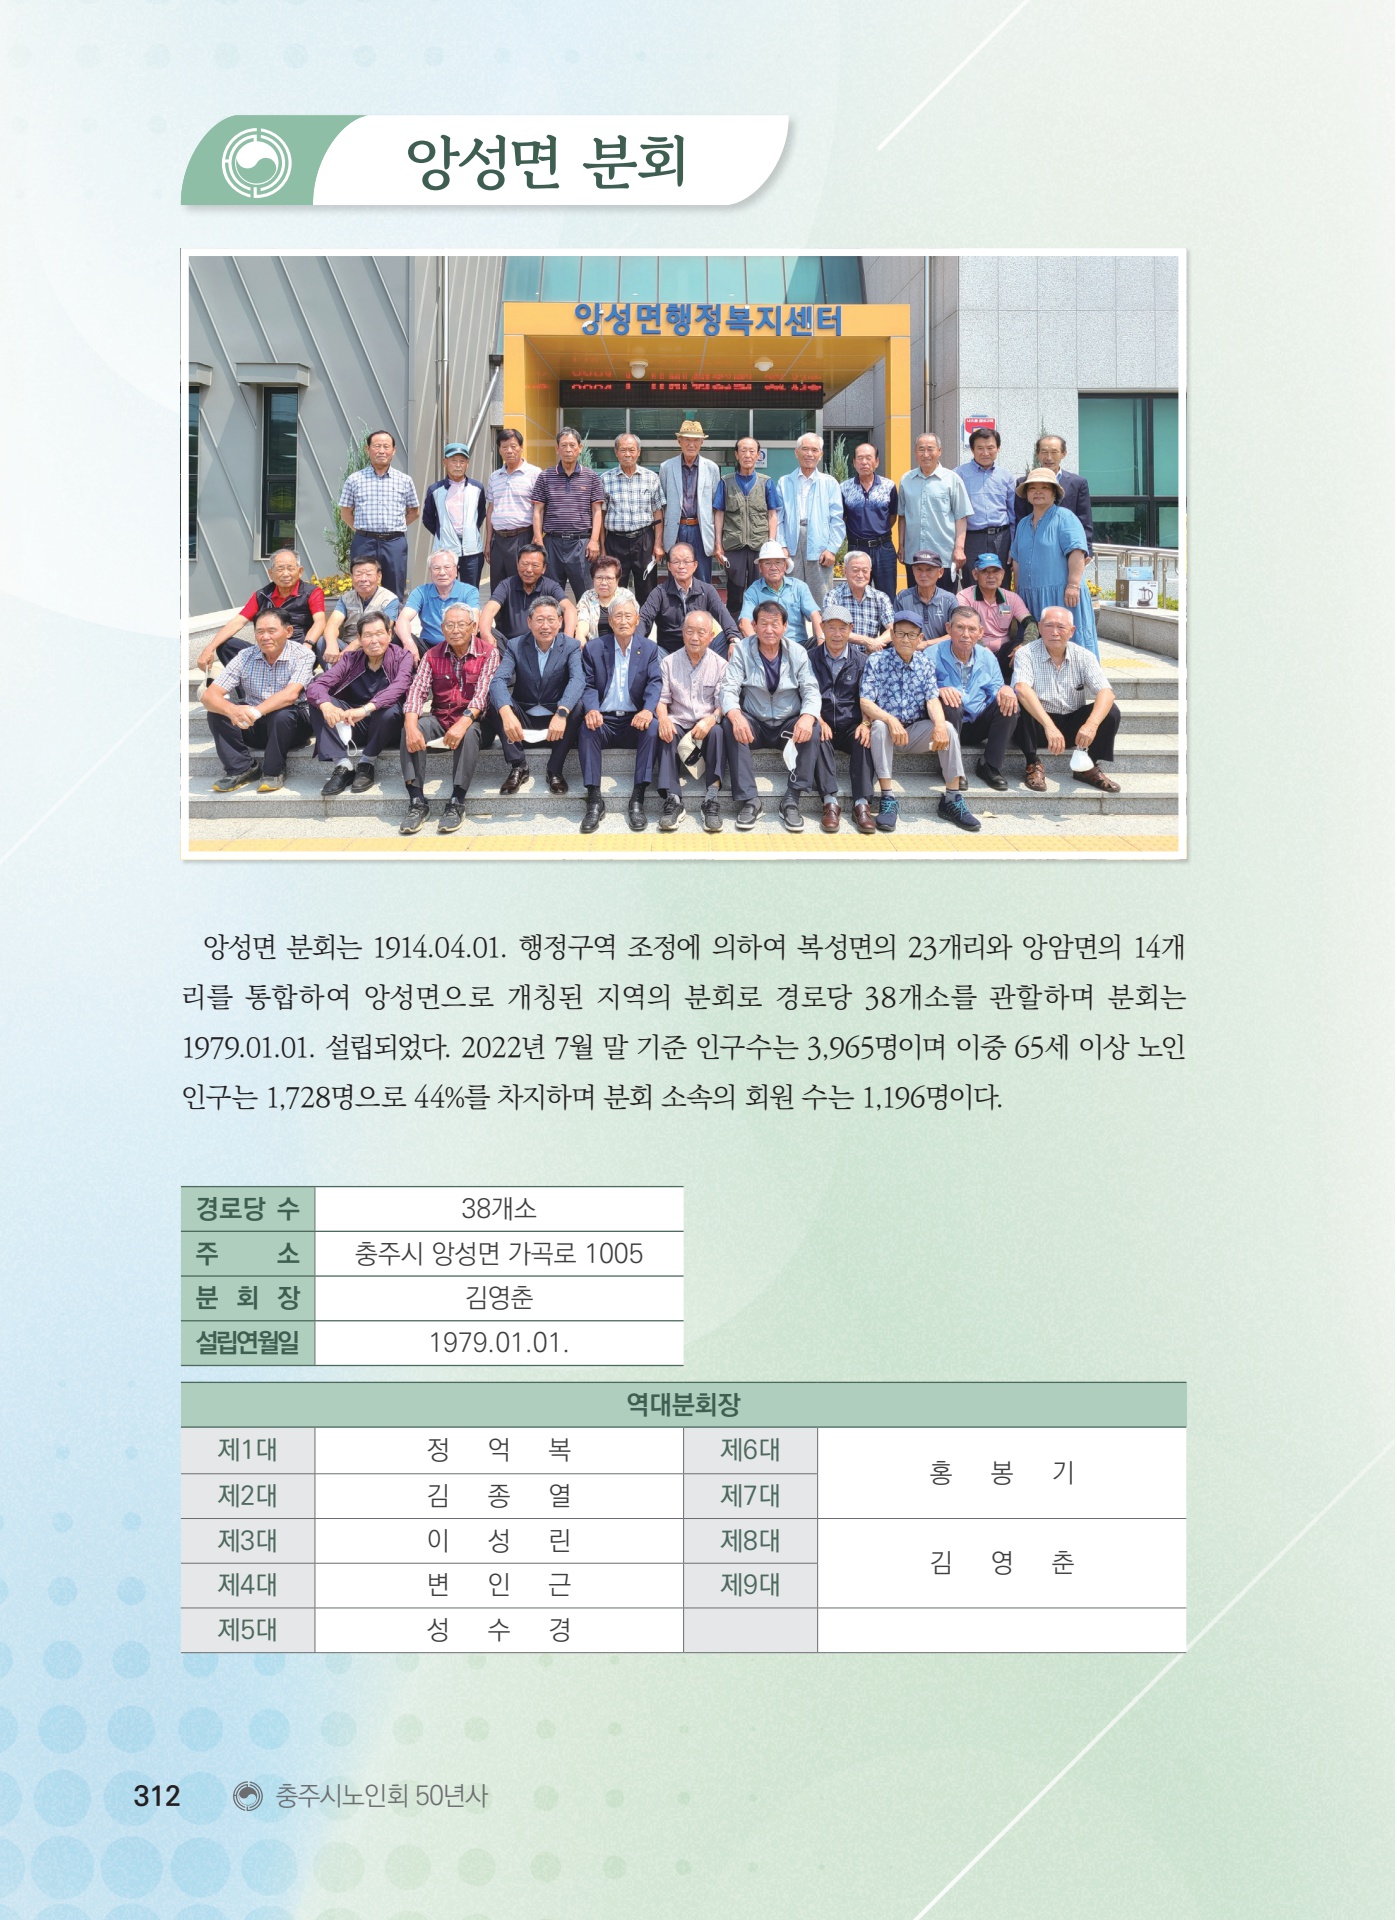 앙성면 분회
앙성면행정복지센터
앙성면 분회는 1914.04.01. 행정구역 조정에 의하여 복성면의 23개리와 앙암면의 14개
리를 통합하여 앙성면으로 개칭된 지역의 분회로 경로당 38개소를 관할하며 분회는
1979.01.01. 설립되었다. 2022년 7월 말 기준 인구수는 3,965명이며 이중 65세 이상 노인
인구는 1,728명으로 44%를 차지하며 분회 소속의 회원 수는 1,196명이다.
경로당 수 38개소
주 소 충주시 앙성면 가곡로 1005
분 회 장 김영춘
설립연월일 1979.01.01.
역대분회장
제1대 정 억 복 제6대 홍 봉 기
제2대 김 종 열 제7대
제3대 이 성 린 제8대 김 영 춘
제4대 변 인 근 제9대
제5대 성 수 경
312 충주시노인회 50년사